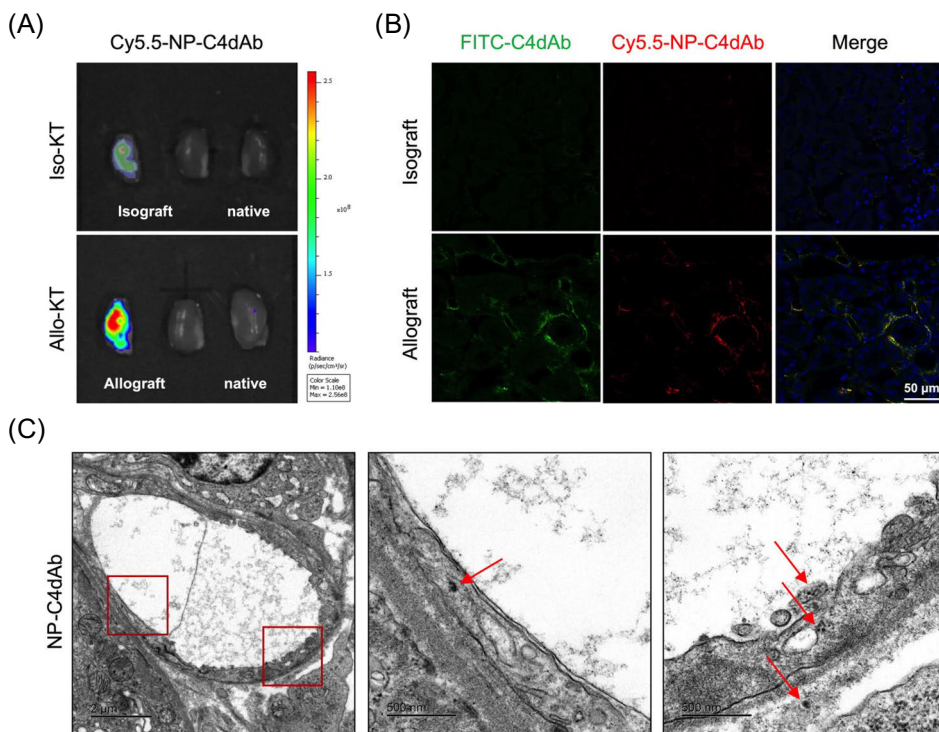 (A)
Cy5.5-NP-C4dAb
Iso-KT
Isograft native
Allo-KT
Allograft native
2.5
x10⁸
2.0
1.5
Radiance
(p/sec/cm²/sr)
Color Scale
Min = 1.10e8
Max = 2.56e8
(B)
FITC-C4dAb Cy5.5-NP-C4dAb Merge
Isograft
Allograft
50 μm
(C)
NP-C4dAb
2 μm
500 nm
500 nm